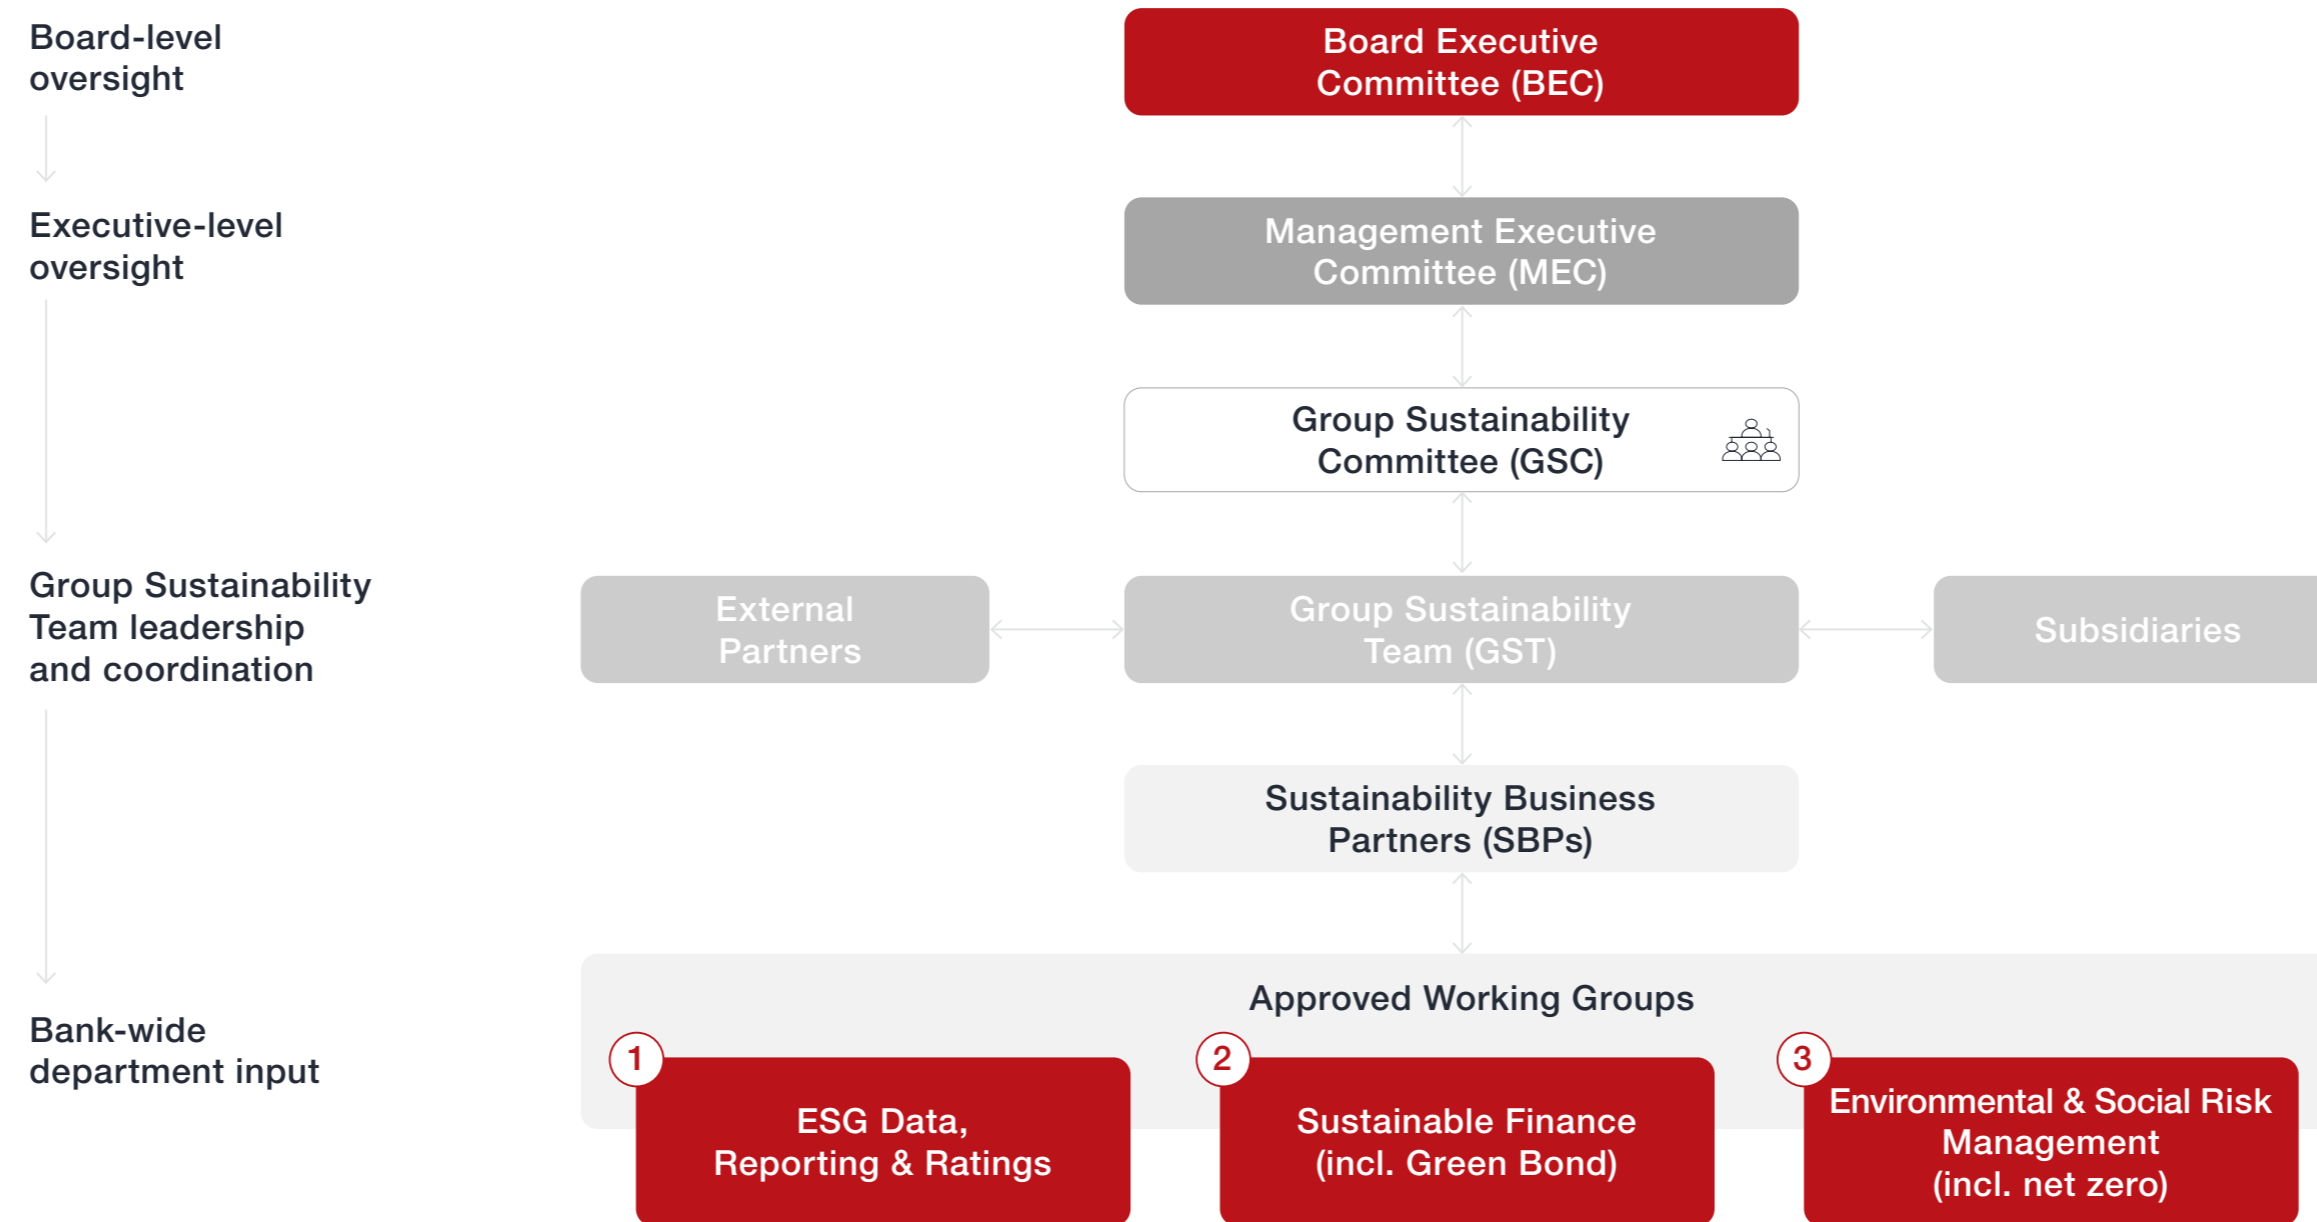 Board-level
oversight
Board Executive
Committee (BEC)
Executive-level
oversight
Management Executive
Committee (MEC)
Group Sustainability
Committee (GSC)
Group Sustainability
Team leadership
and coordination
External
Partners
Group Sustainability
Team (GST)
Subsidiaries
Sustainability Business
Partners (SBPs)
Bank-wide
department input
Approved Working Groups
1
ESG Data,
Reporting & Ratings
2
Sustainable Finance
(incl. Green Bond)
3
Environmental & Social Risk
Management
(incl. net zero)